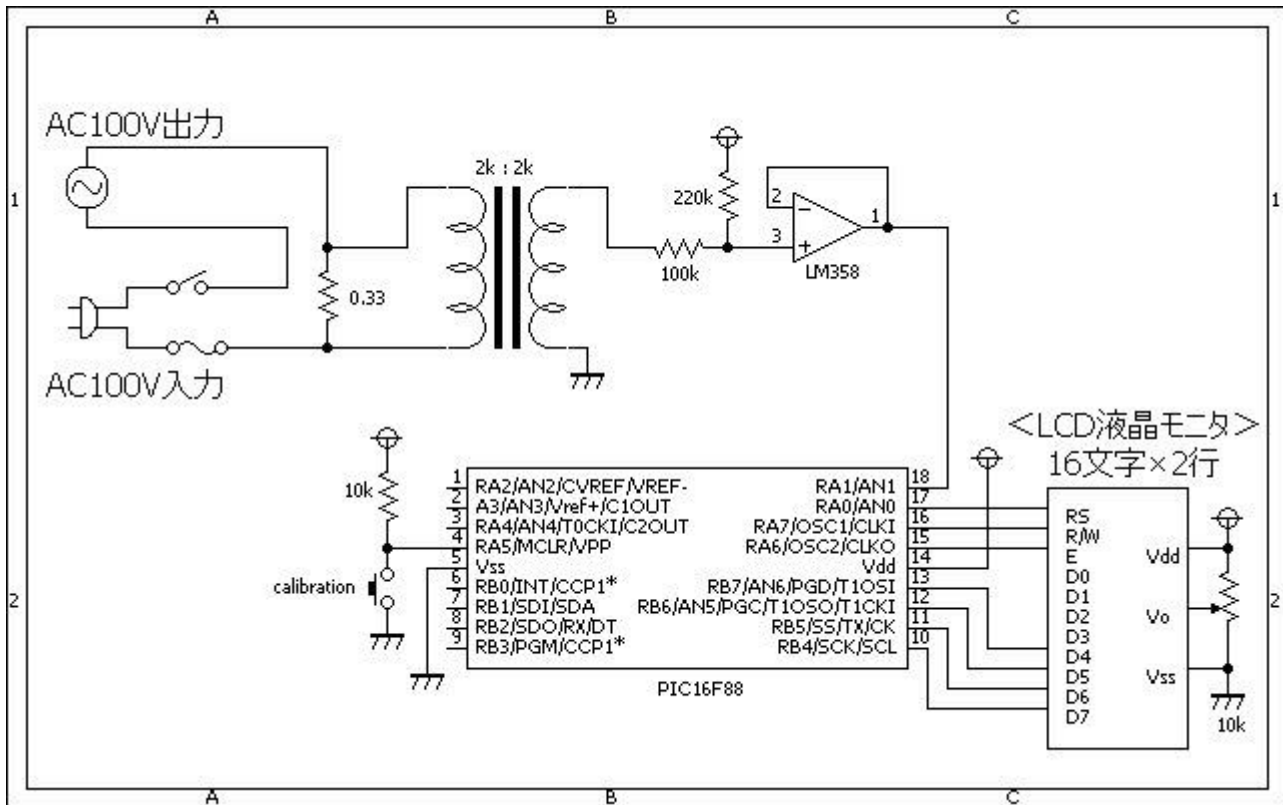 A B C
1
1
AC100V出力
2k : 2k
220k
2
3
1
100k
LM358
0.33
AC100V入力
<LCD液晶モニタ>
16文字×2行
10k
calibration
1 RA2/AN2/CVREF/VREF-
2 A3/AN3/Vref+/C1OUT
3 RA4/AN4/T0CKI/C2OUT
4 RA5/MCLR/VPP
5 Vss
6 RB0/INT/CCP1*
7 RB1/SDI/SDA
8 RB2/SDO/RX/DT
9 RB3/PGM/CCP1*
RA1/AN1 18
RA0/AN0 17
RA7/OSC1/CLKI 16
RA6/OSC2/CLKO 15
Vdd 14
RB7/AN6/PGD/T1OSI 13
RB6/AN5/PGC/T1OSO/T1CKI 12
RB5/SS/TX/CK 11
RB4/SCK/SCL 10
PIC16F88
RS
R/W
E
D0
D1
D2
D3
D4
D5
D6
D7
Vdd
Vo
Vss
10k
2
2
A B C